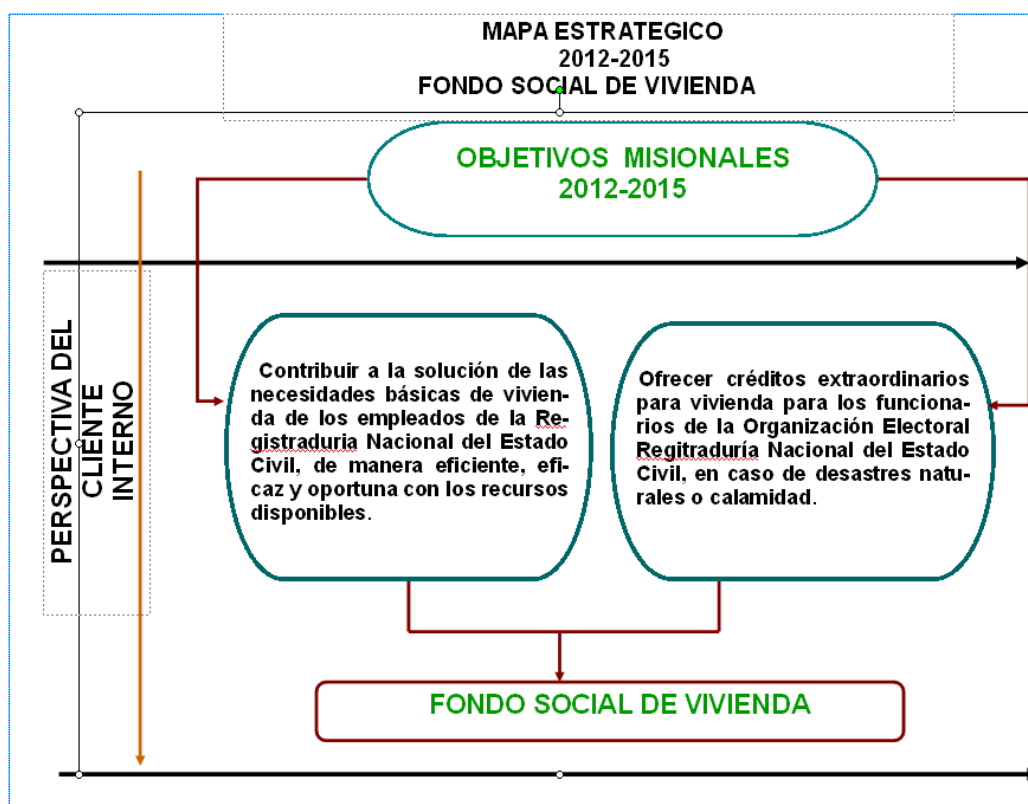 MAPA ESTRATEGICO
2012-2015
FONDO SOCIAL DE VIVIENDA
OBJETIVOS MISIONALES
2012-2015
PERSPECTIVA DEL
CLIENTE
INTERNO
Contribuir a la solución de las
necesidades básicas de vivien-
da de los empleados de la Re-
gistraduria Nacional del Estado
Civil, de manera eficiente, efi-
caz y oportuna con los recursos
disponibles.
Ofrecer créditos extraordinarios
para vivienda para los funciona-
rios de la Organización Electoral
Regitraduría Nacional del Estado
Civil, en caso de desastres natu-
rales o calamidad.
FONDO SOCIAL DE VIVIENDA